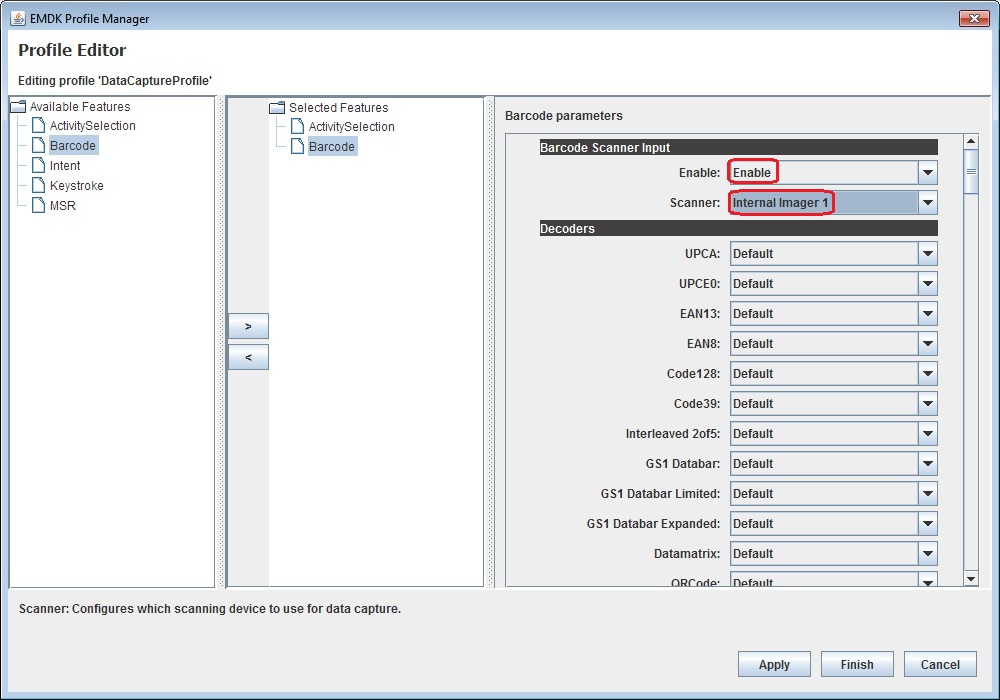 EMDK Profile Manager
Profile Editor
Editing profile 'DataCaptureProfile'
Available Features
ActivitySelection
Barcode
Intent
Keystroke
MSR
>
<
Selected Features
ActivitySelection
Barcode
Barcode parameters
Barcode Scanner Input
Enable: Enable
Scanner: Internal Imager 1
Decoders
UPCA: Default
UPCE0: Default
EAN13: Default
EAN8: Default
Code128: Default
Code39: Default
Interleaved 2of5: Default
GS1 Databar: Default
GS1 Databar Limited: Default
GS1 Databar Expanded: Default
Datamatrix: Default
QRCode: Default
Scanner: Configures which scanning device to use for data capture.
Apply Finish Cancel